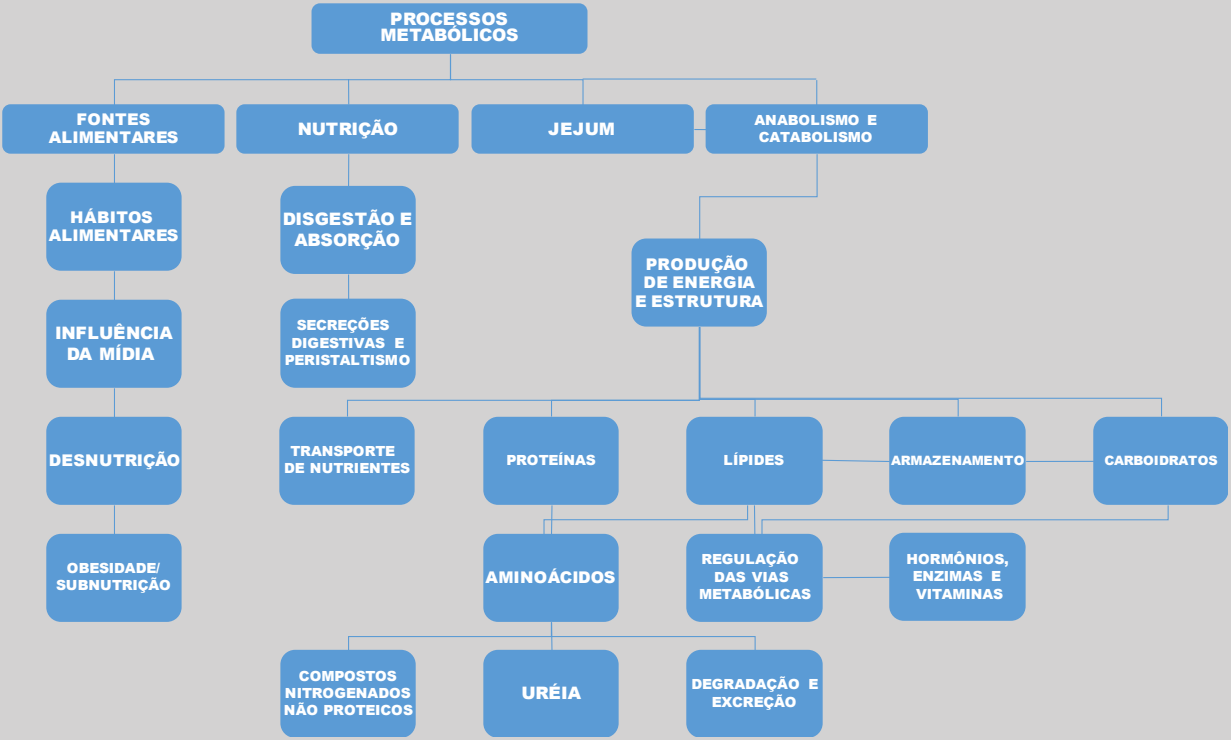 PROCESSOS
METABÓLICOS
FONTES
ALIMENTARES
NUTRIÇÃO
JEJUM
ANABOLISMO E
CATABOLISMO
HÁBITOS
ALIMENTARES
DISGESTÃO E
ABSORÇÃO
PRODUÇÃO
DE ENERGIA
E ESTRUTURA
INFLUÊNCIA
DA MÍDIA
SECREÇÕES
DIGESTIVAS E
PERISTALTISMO
DESNUTRIÇÃO
TRANSPORTE
DE NUTRIENTES
PROTEÍNAS
LÍPIDES
ARMAZENAMENTO
CARBOIDRATOS
OBESIDADE/
SUBNUTRIÇÃO
AMINOÁCIDOS
REGULAÇÃO
DAS VIAS
METABÓLICAS
HORMÔNIOS,
ENZIMAS E
VITAMINAS
COMPOSTOS
NITROGENADOS
NÃO PROTEICOS
URÉIA
DEGRADAÇÃO E
EXCREÇÃO